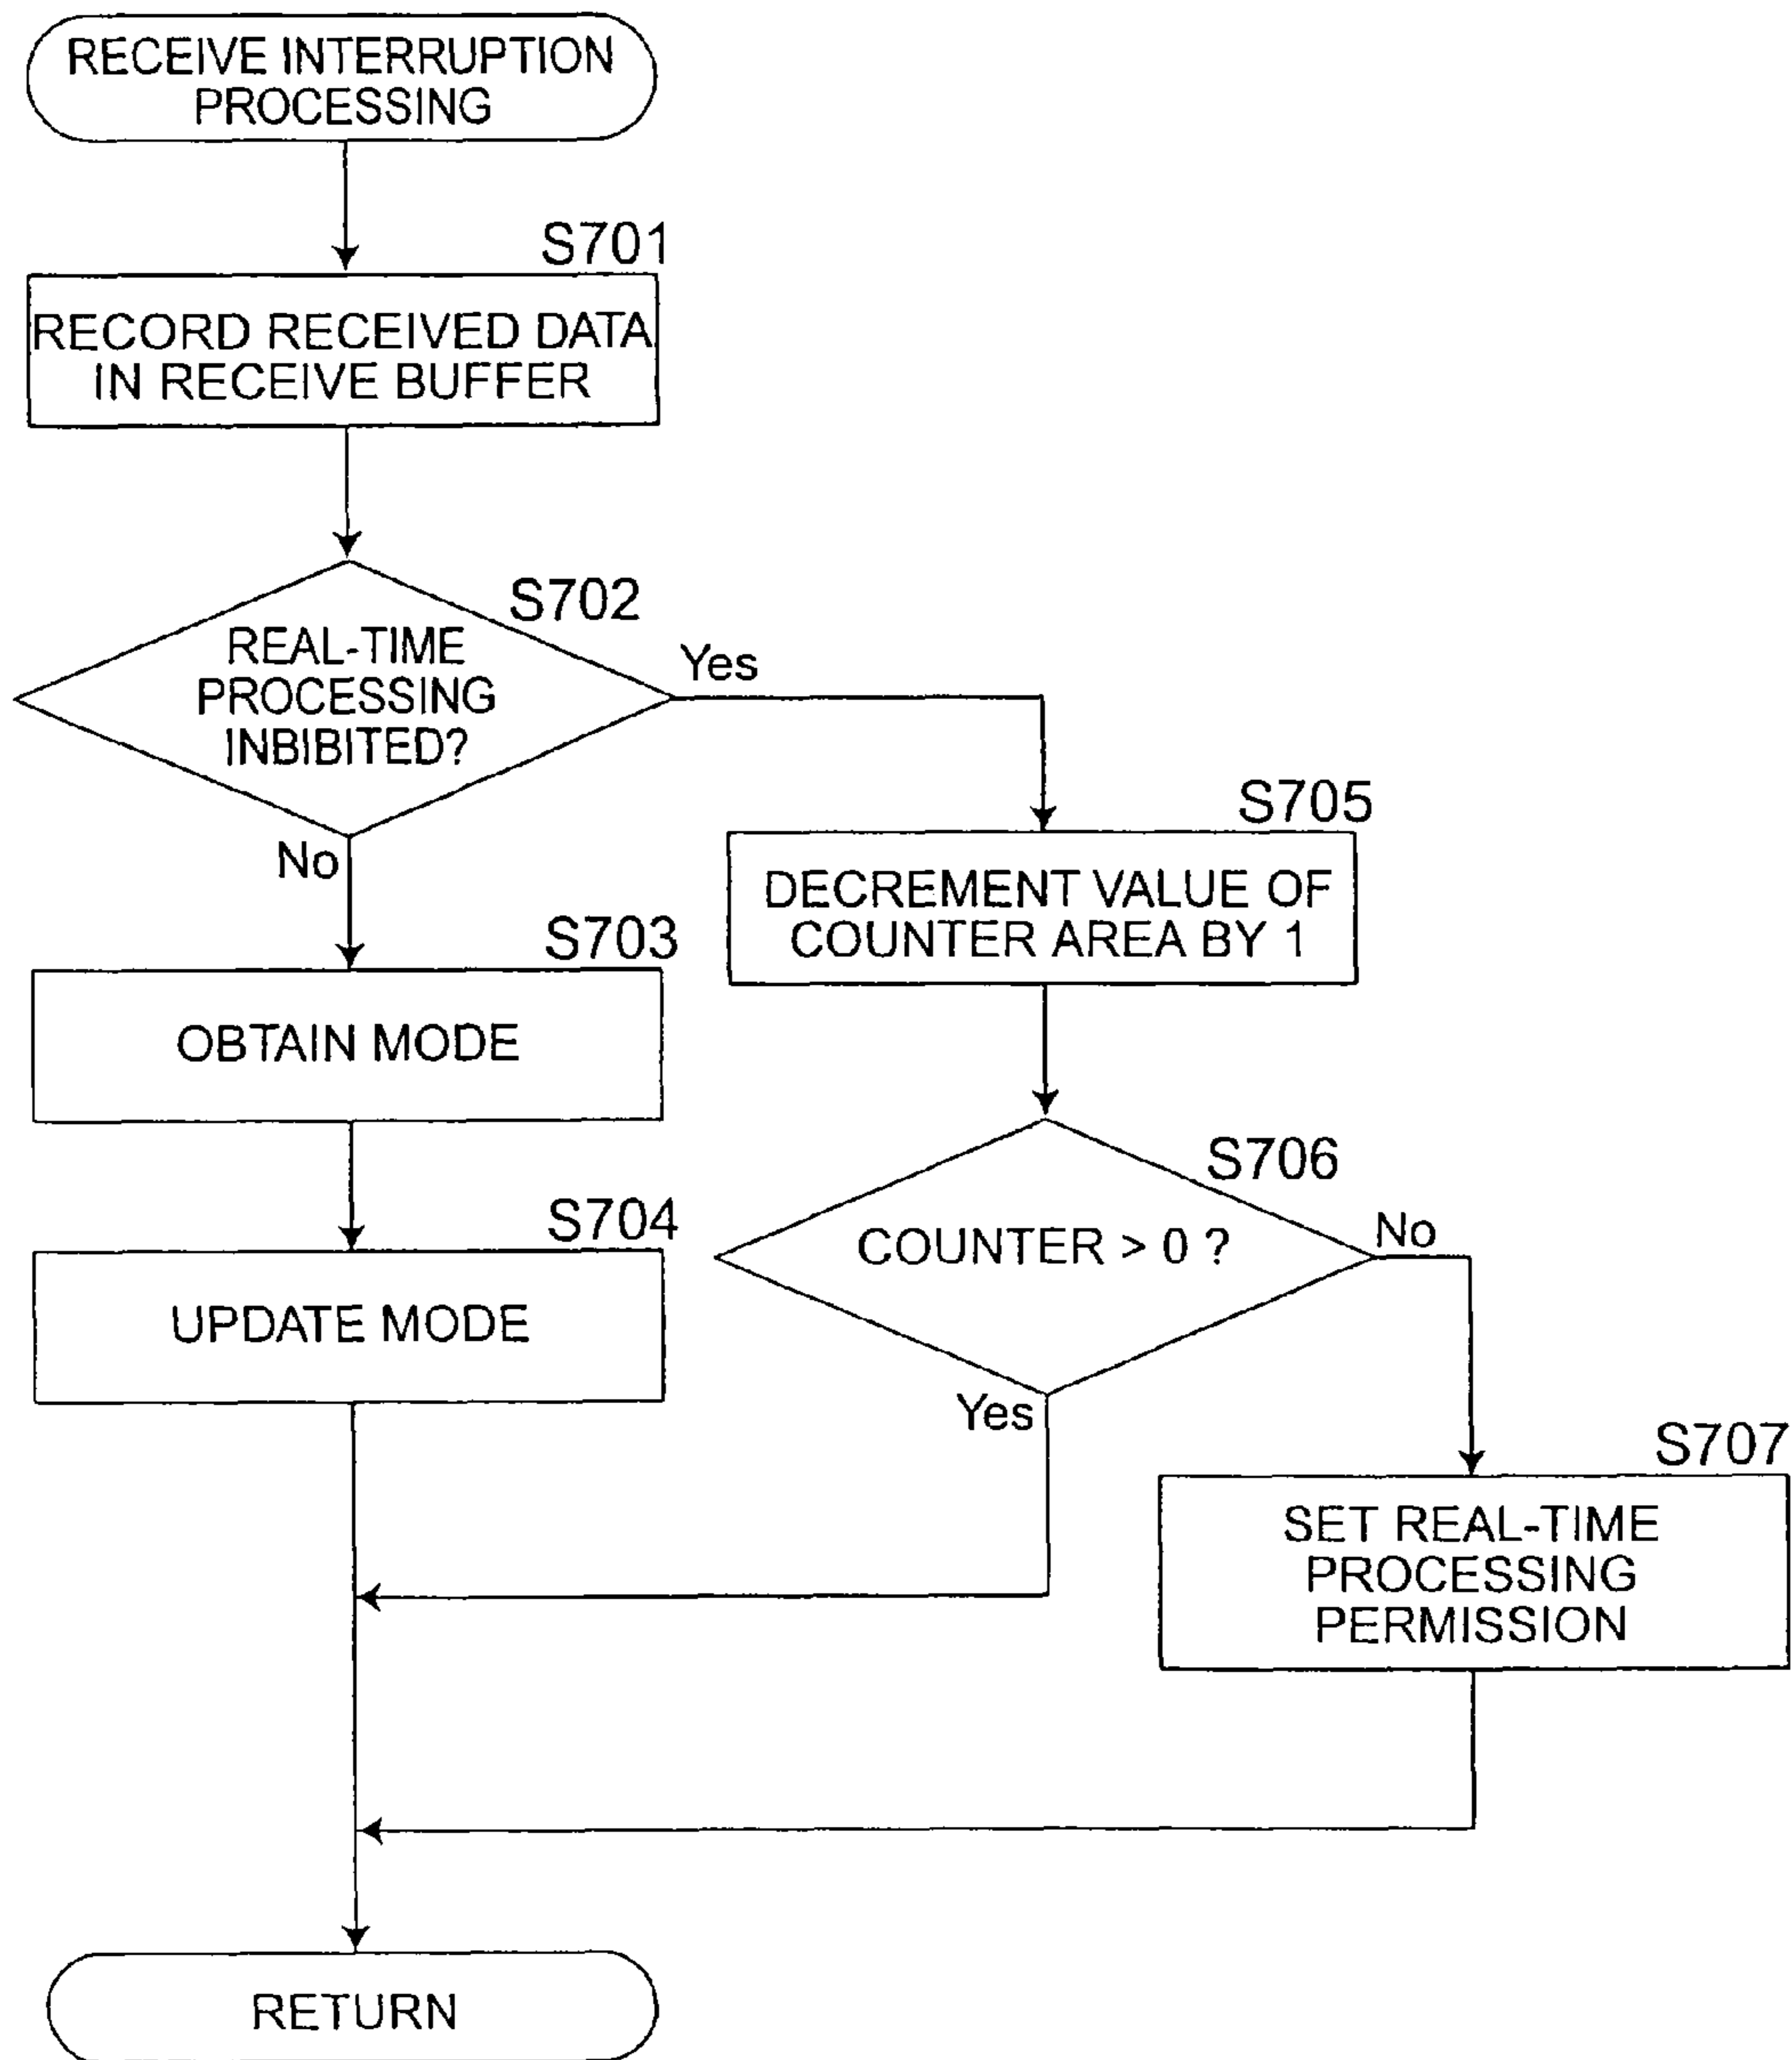 RECEIVE INTERRUPTION
PROCESSING
S701
RECORD RECEIVED DATA
IN RECEIVE BUFFER
S702
REAL-TIME
PROCESSING
INBIBITED?
Yes
No
S703
OBTAIN MODE
S704
UPDATE MODE
S705
DECREMENT VALUE OF
COUNTER AREA BY 1
S706
COUNTER > 0 ?
No
Yes
S707
SET REAL-TIME
PROCESSING
PERMISSION
RETURN